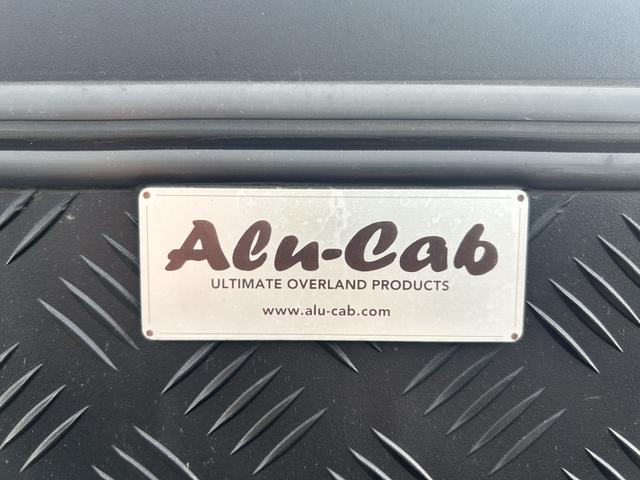 Alu-Cab
ULTIMATE OVERLAND PRODUCTS
www.alu-cab.com